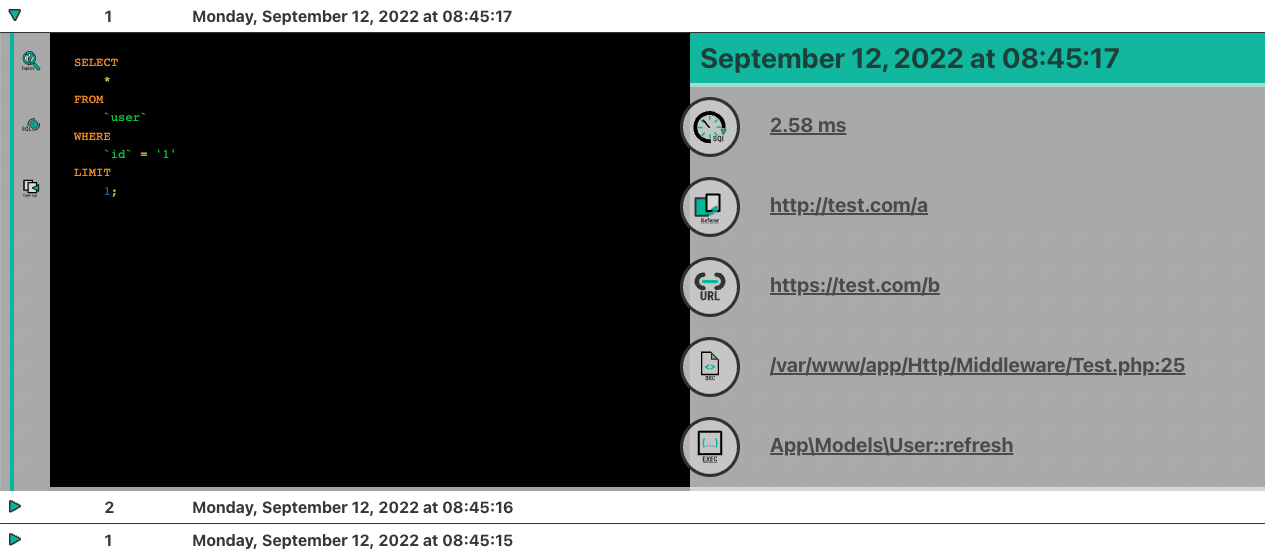 1 Monday, September 12, 2022 at 08:45:17
SELECT
*
FROM
`user`
WHERE
`id` = '1'
LIMIT
1;
September 12, 2022 at 08:45:17
SQL
2.58 ms
Referer
http://test.com/a
URL
https://test.com/b
SRC
/var/www/app/Http/Middleware/Test.php:25
{...}
EXEC
App\Models\User::refresh
2 Monday, September 12, 2022 at 08:45:16
1 Monday, September 12, 2022 at 08:45:15